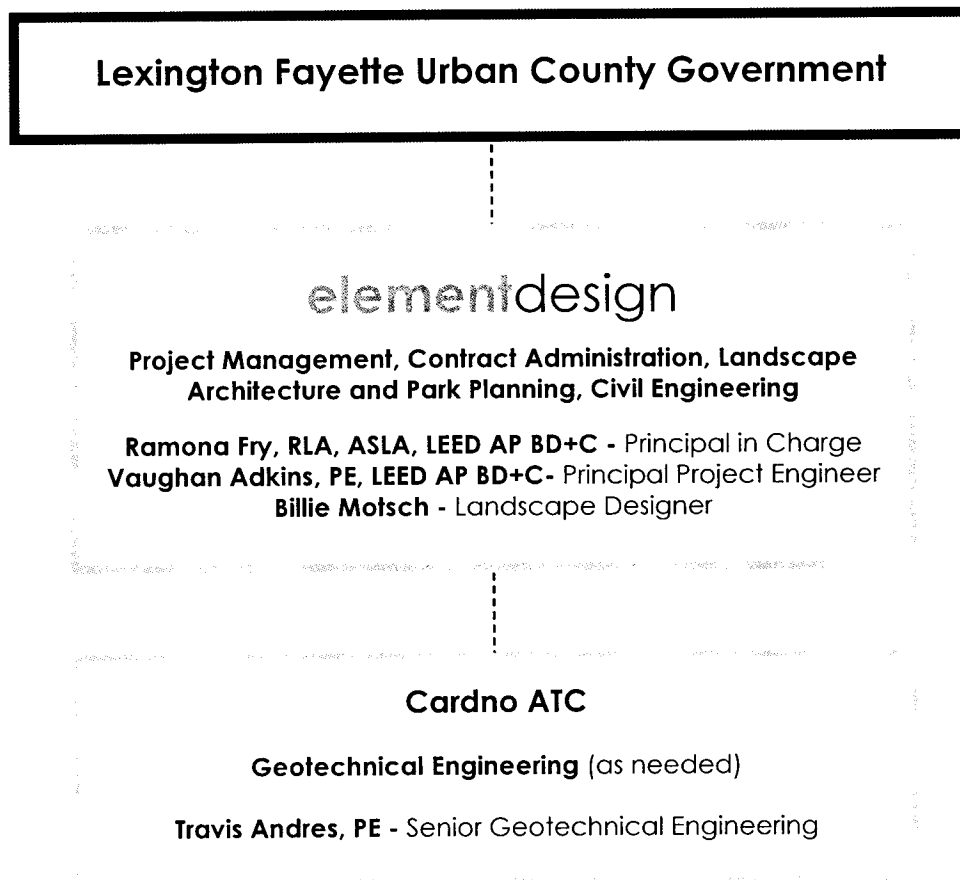 Lexington Fayette Urban County Government
elementdesign
Project Management, Contract Administration, Landscape
Architecture and Park Planning, Civil Engineering
Ramona Fry, RLA, ASLA, LEED AP BD+C - Principal in Charge
Vaughan Adkins, PE, LEED AP BD+C- Principal Project Engineer
Billie Motsch - Landscape Designer
Cardno ATC
Geotechnical Engineering (as needed)
Travis Andres, PE - Senior Geotechnical Engineering